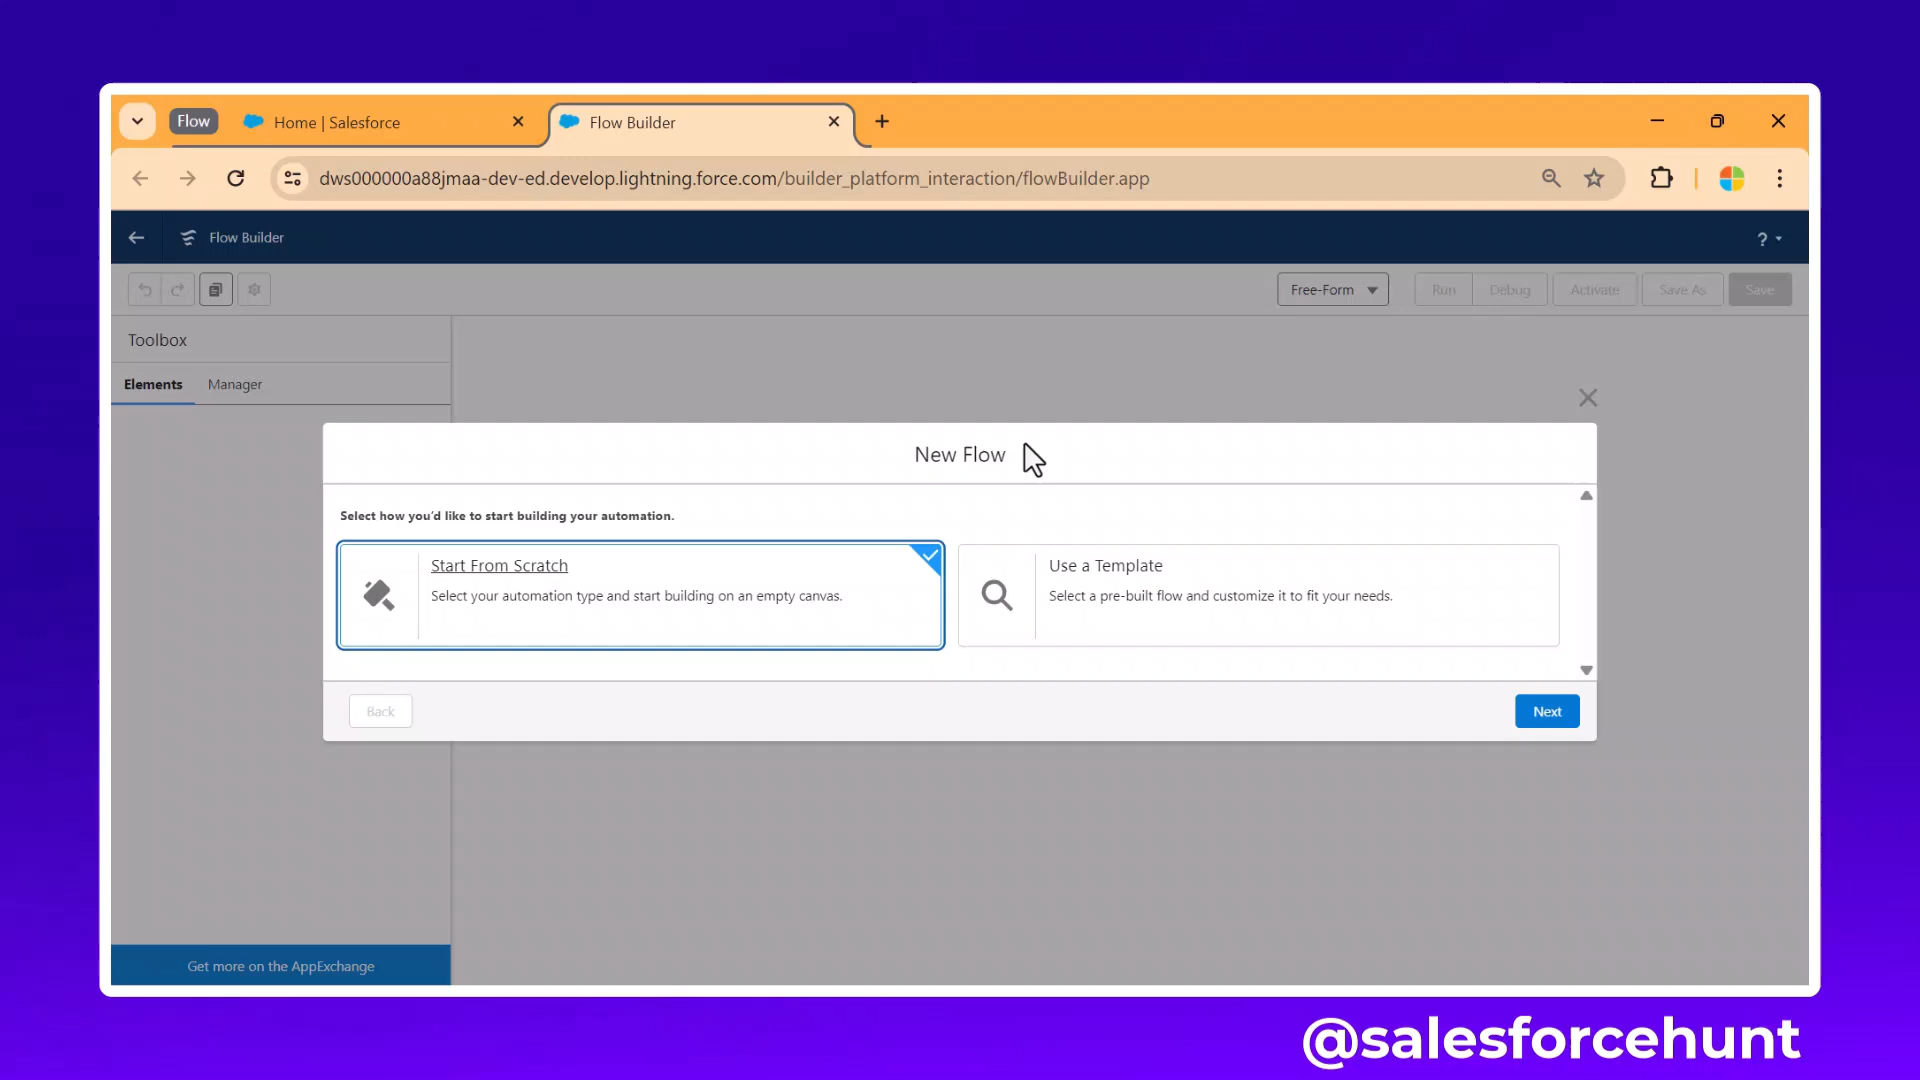 Flow
Home | Salesforce
Flow Builder
dws000000a88jmaa-dev-ed.develop.lightning.force.com/builder_platform_interaction/flowBuilder.app
Flow Builder
?
Free-Form
Run
Debug
Activate
Save As
Save
Toolbox
Elements
Manager
New Flow
Select how you'd like to start building your automation.
Start From Scratch
Select your automation type and start building on an empty canvas.
Use a Template
Select a pre-built flow and customize it to fit your needs.
Back
Next
Get more on the AppExchange
@salesforcehunt